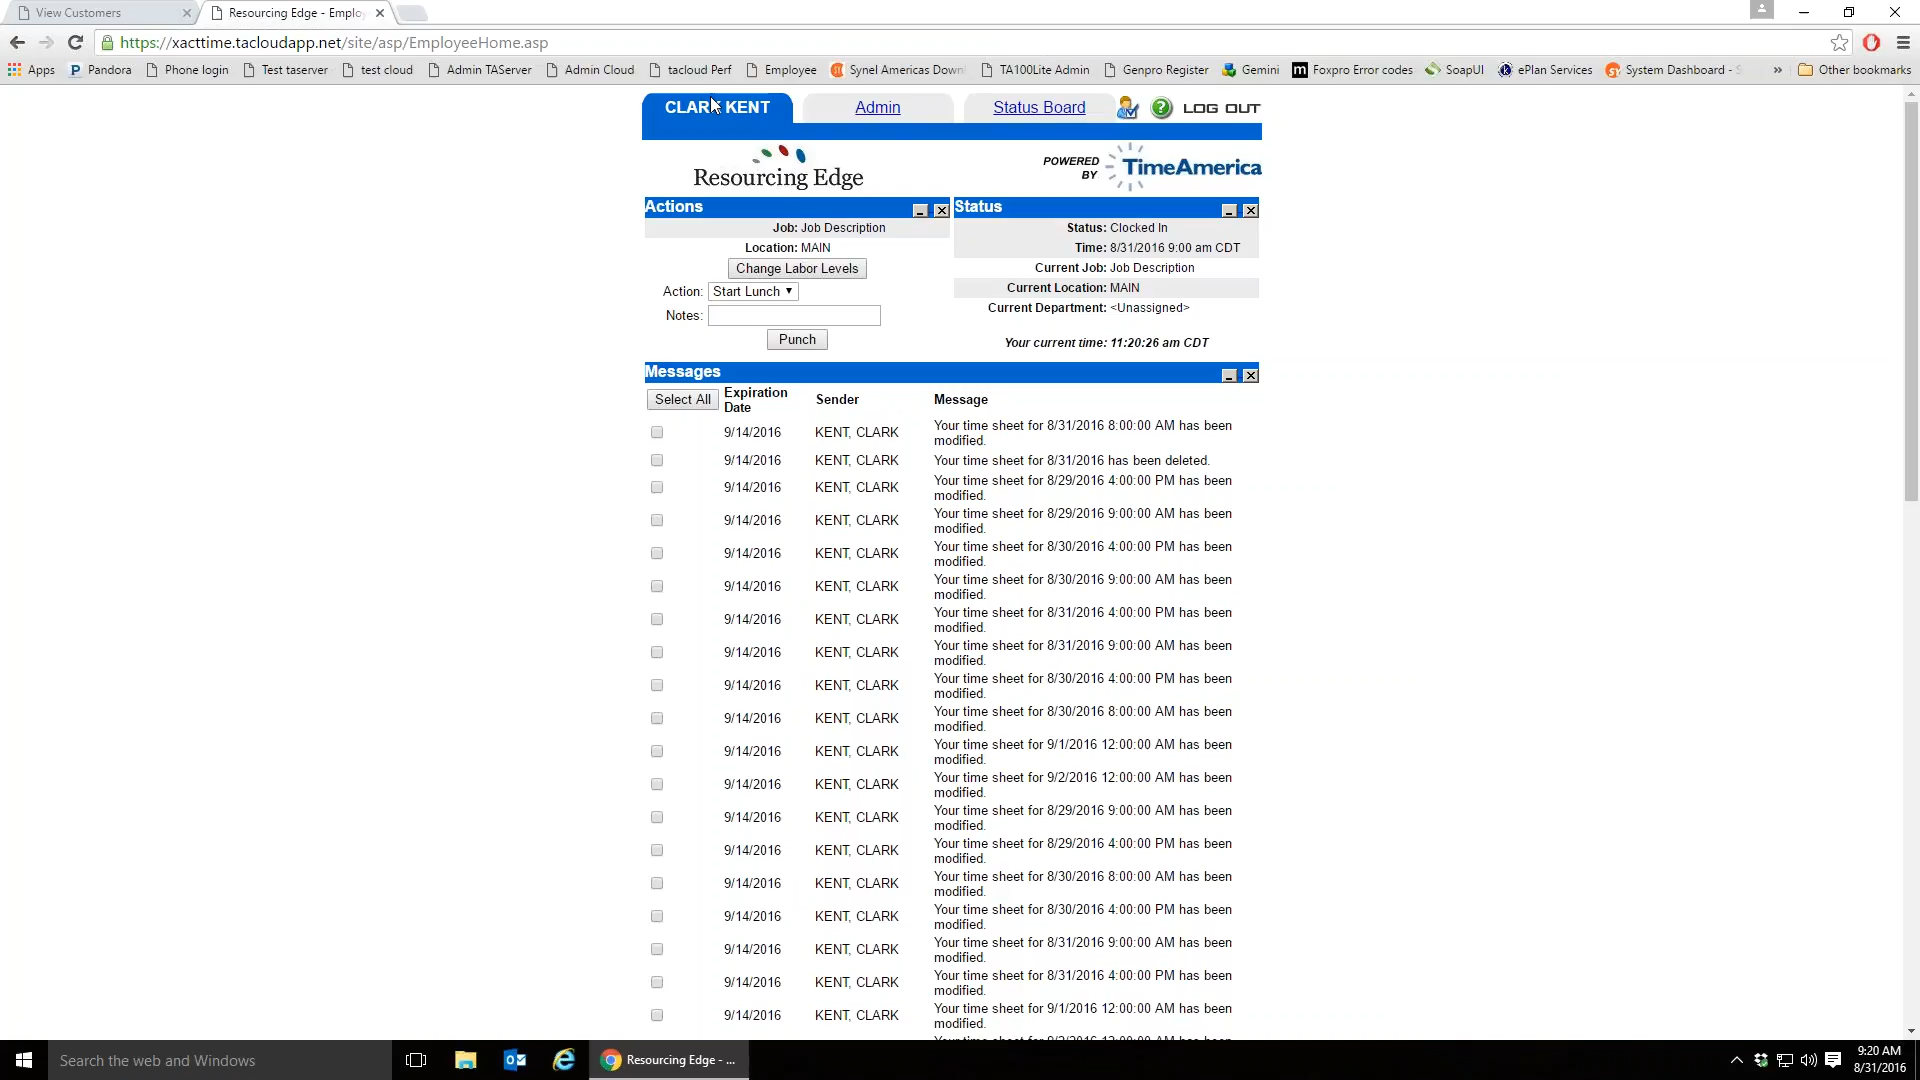 View Customers
Resourcing Edge - Emplo
https://xacttime.tacloudapp.net/site/asp/EmployeeHome.asp
Apps Pandora Phone login Test taserver test cloud Admin TAServer Admin Cloud tacloud Perf Employee Synel Americas Down TA100Lite Admin Genpro Register Gemini Foxpro Error codes SoapUI ePlan Services System Dashboard - S » Other bookmarks
CLARK KENT Admin Status Board LOG OUT
Resourcing Edge
POWERED
BY
TimeAmerica
Actions
Job: Job Description
Location: MAIN
Change Labor Levels
Action: Start Lunch
Notes:
Punch
Status
Status: Clocked In
Time: 8/31/2016 9:00 am CDT
Current Job: Job Description
Current Location: MAIN
Current Department: <Unassigned>
Your current time: 11:20:26 am CDT
Messages
Select All Expiration
Date
Sender Message
9/14/2016 KENT, CLARK Your time sheet for 8/31/2016 8:00:00 AM has been
modified.
9/14/2016 KENT, CLARK Your time sheet for 8/31/2016 has been deleted.
9/14/2016 KENT, CLARK Your time sheet for 8/29/2016 4:00:00 PM has been
modified.
9/14/2016 KENT, CLARK Your time sheet for 8/29/2016 9:00:00 AM has been
modified.
9/14/2016 KENT, CLARK Your time sheet for 8/30/2016 4:00:00 PM has been
modified.
9/14/2016 KENT, CLARK Your time sheet for 8/30/2016 9:00:00 AM has been
modified.
9/14/2016 KENT, CLARK Your time sheet for 8/31/2016 4:00:00 PM has been
modified.
9/14/2016 KENT, CLARK Your time sheet for 8/31/2016 9:00:00 AM has been
modified.
9/14/2016 KENT, CLARK Your time sheet for 8/30/2016 4:00:00 PM has been
modified.
9/14/2016 KENT, CLARK Your time sheet for 8/30/2016 8:00:00 AM has been
modified.
9/14/2016 KENT, CLARK Your time sheet for 9/1/2016 12:00:00 AM has been
modified.
9/14/2016 KENT, CLARK Your time sheet for 9/2/2016 12:00:00 AM has been
modified.
9/14/2016 KENT, CLARK Your time sheet for 8/29/2016 9:00:00 AM has been
modified.
9/14/2016 KENT, CLARK Your time sheet for 8/29/2016 4:00:00 PM has been
modified.
9/14/2016 KENT, CLARK Your time sheet for 8/30/2016 8:00:00 AM has been
modified.
9/14/2016 KENT, CLARK Your time sheet for 8/30/2016 4:00:00 PM has been
modified.
9/14/2016 KENT, CLARK Your time sheet for 8/31/2016 9:00:00 AM has been
modified.
9/14/2016 KENT, CLARK Your time sheet for 8/31/2016 4:00:00 PM has been
modified.
9/14/2016 KENT, CLARK Your time sheet for 9/1/2016 12:00:00 AM has been
modified.
Search the web and Windows
Resourcing Edge - ...
9:20 AM
8/31/2016